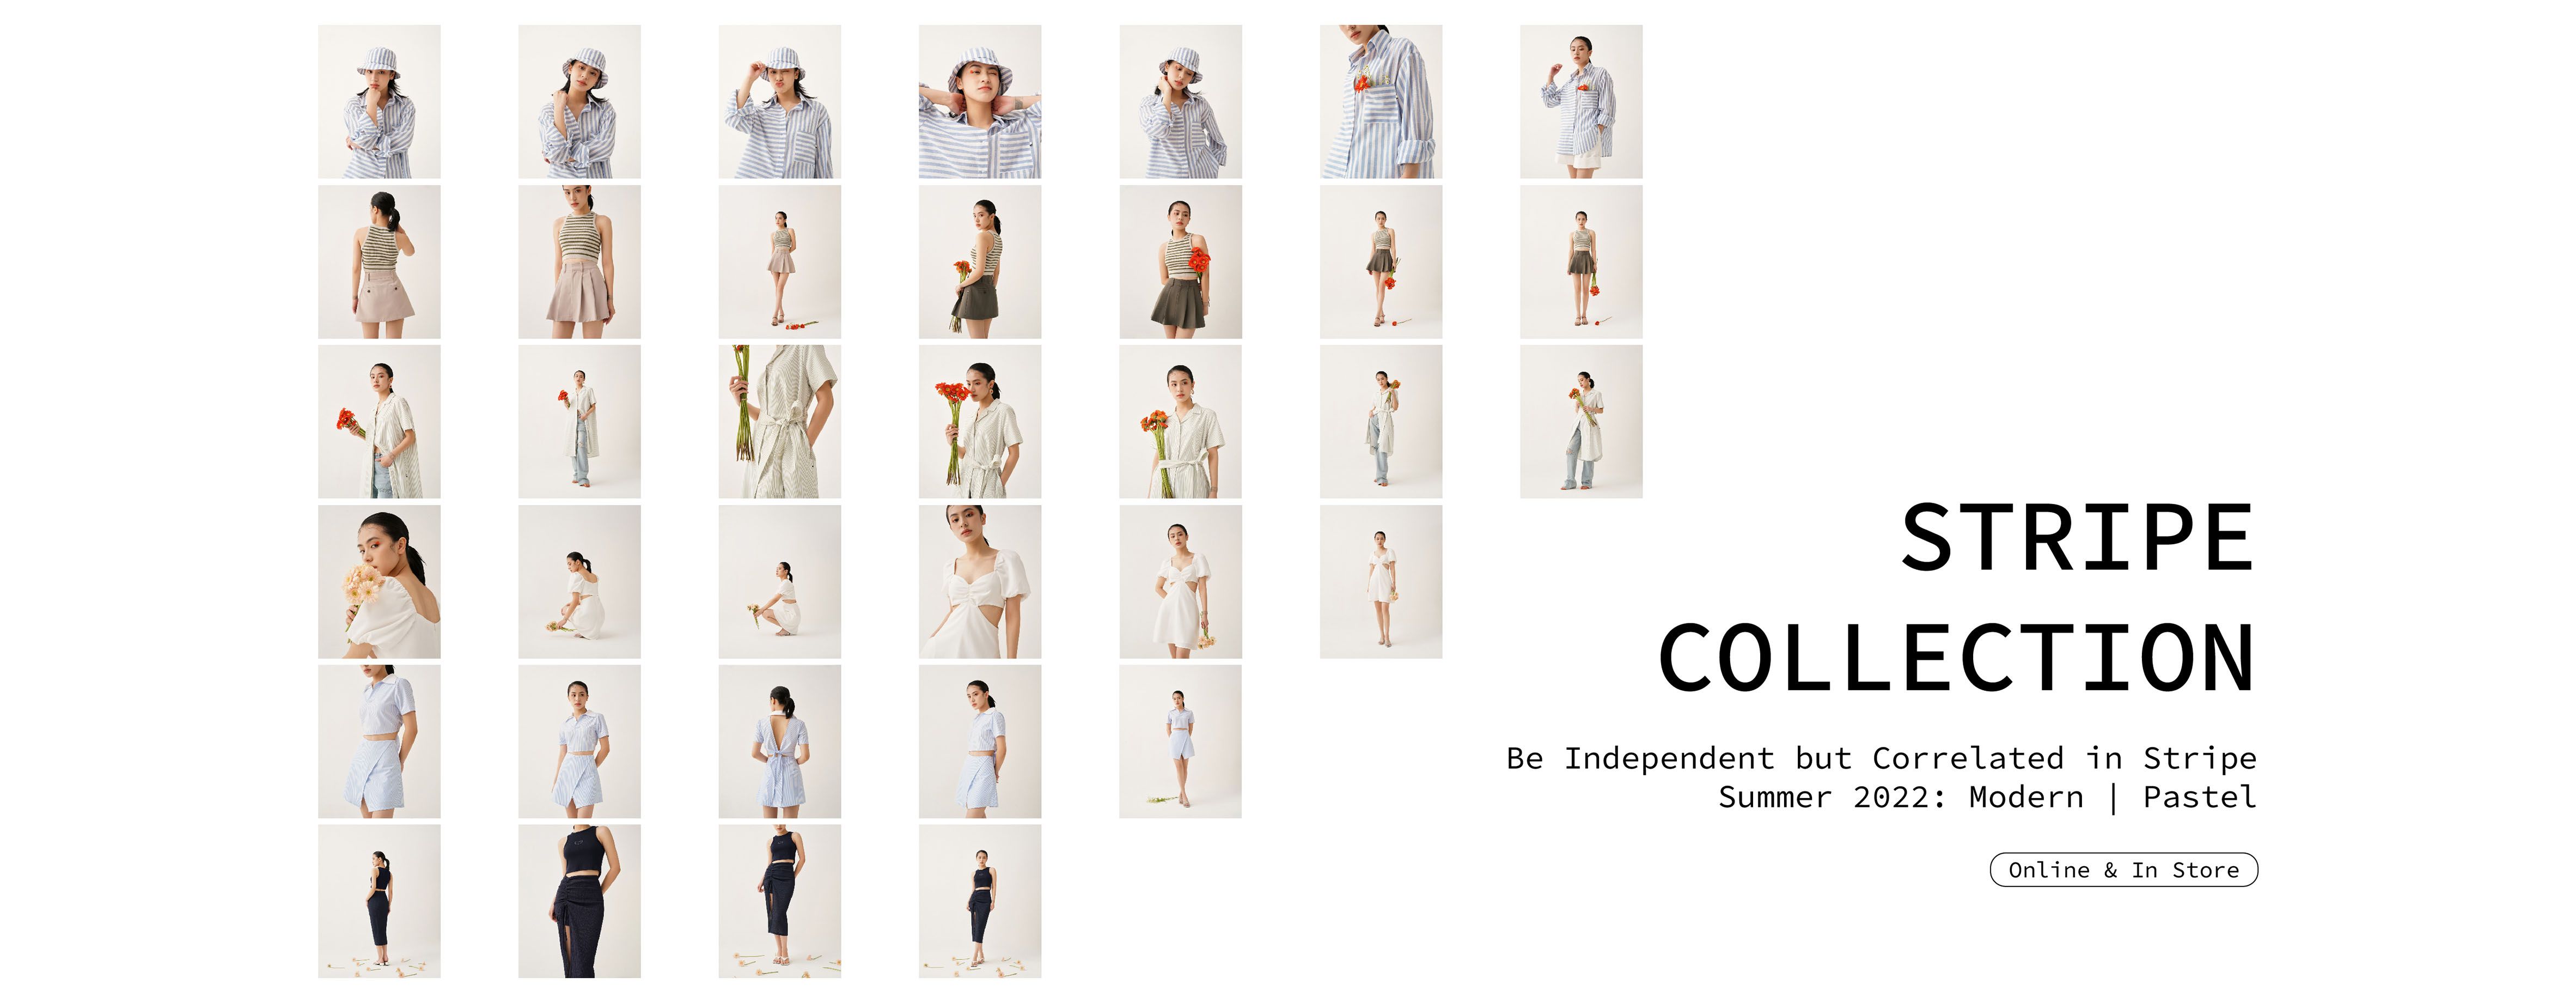 STRIPE
COLLECTION
Be Independent but Correlated in Stripe
Summer 2022: Modern | Pastel
Online & In Store